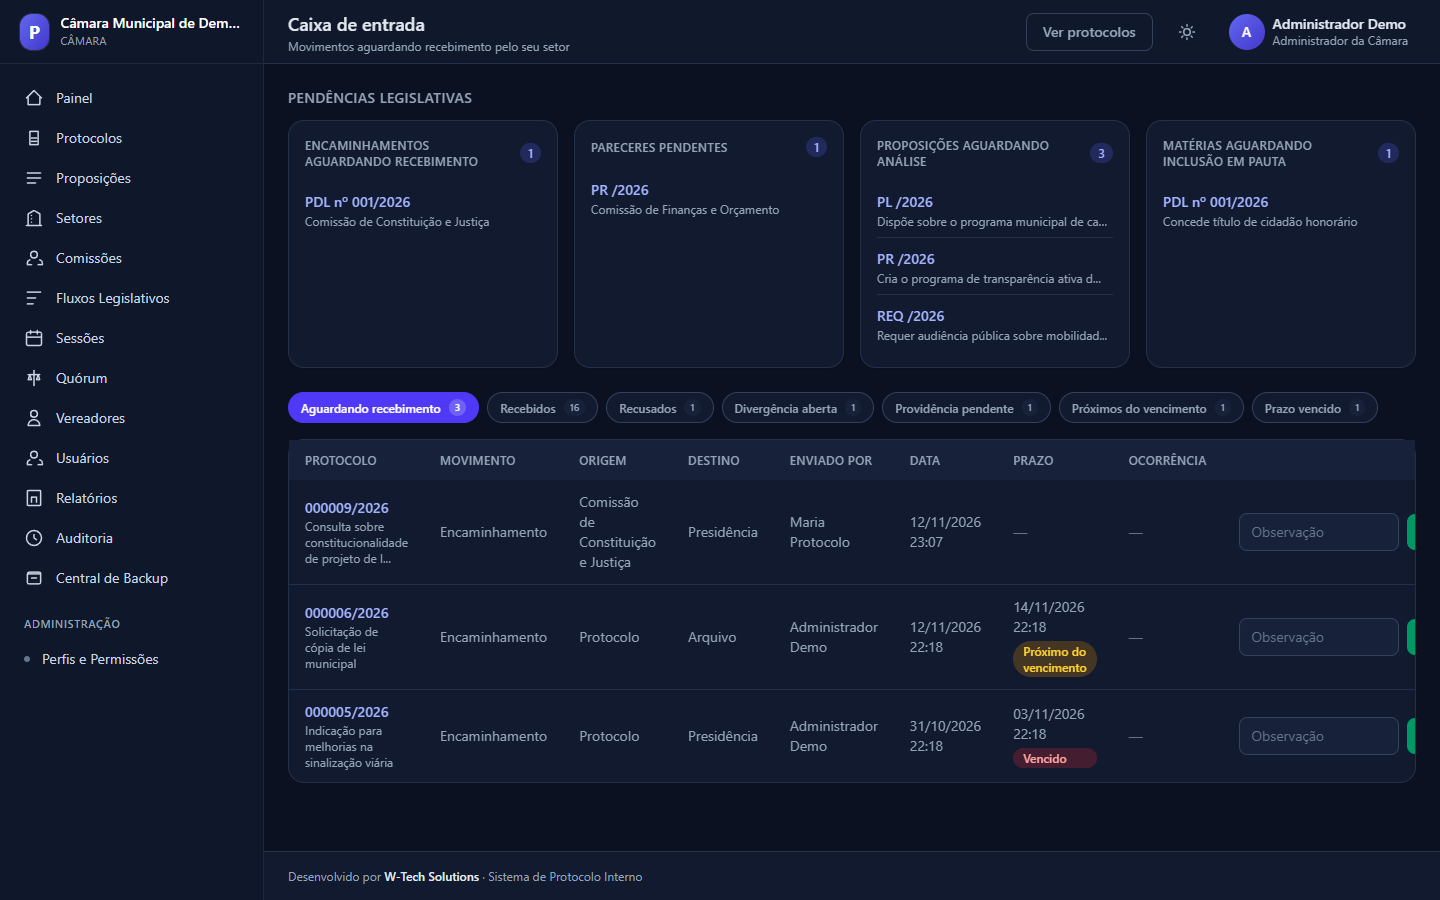 P
Câmara Municipal de Dem...
CÂMARA
Painel
Protocolos
Proposições
Setores
Comissões
Fluxos Legislativos
Sessões
Quórum
Vereadores
Usuários
Relatórios
Auditoria
Central de Backup
ADMINISTRAÇÃO
Perfis e Permissões
Caixa de entrada
Movimentos aguardando recebimento pelo seu setor
Ver protocolos
A
Administrador Demo
Administrador da Câmara
PENDÊNCIAS LEGISLATIVAS
ENCAMINHAMENTOS
AGUARDANDO RECEBIMENTO
1
PDL nº 001/2026
Comissão de Constituição e Justiça
PARECERES PENDENTES
1
PR /2026
Comissão de Finanças e Orçamento
PROPOSIÇÕES AGUARDANDO
ANÁLISE
3
PL /2026
Dispõe sobre o programa municipal de ca...
PR /2026
Cria o programa de transparência ativa d...
REQ /2026
Requer audiência pública sobre mobilidad...
MATÉRIAS AGUARDANDO
INCLUSÃO EM PAUTA
1
PDL nº 001/2026
Concede título de cidadão honorário
Aguardando recebimento 3
Recebidos 16
Recusados 1
Divergência aberta 1
Providência pendente 1
Próximos do vencimento 1
Prazo vencido 1
PROTOCOLO MOVIMENTO ORIGEM DESTINO ENVIADO POR DATA PRAZO OCORRÊNCIA
000009/2026
Consulta sobre
constitucionalidade
de projeto de l...
Encaminhamento
Comissão
de
Constituição
e Justiça
Presidência
Maria
Protocolo
12/11/2026
23:07
—
—
Observação
000006/2026
Solicitação de
cópia de lei
municipal
Encaminhamento
Protocolo
Arquivo
Administrador
Demo
12/11/2026
22:18
14/11/2026
22:18
Próximo do
vencimento
—
Observação
000005/2026
Indicação para
melhorias na
sinalização viária
Encaminhamento
Protocolo
Presidência
Administrador
Demo
31/10/2026
22:18
03/11/2026
22:18
Vencido
—
Observação
Desenvolvido por W-Tech Solutions · Sistema de Protocolo Interno